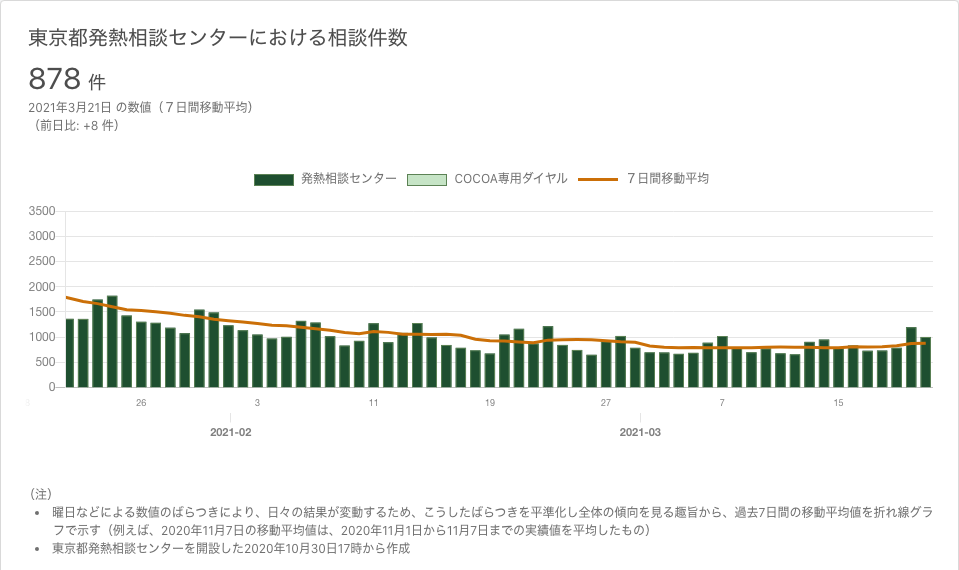 東京都発熱相談センターにおける相談件数
878 件
2021年3月21日 の数値（７日間移動平均）
（前日比: +8 件）
発熱相談センター COCOA専用ダイヤル ７日間移動平均
3500
3000
2500
2000
1500
1000
500
0
26 3 11 19 27 7 15
2021-02 2021-03
（注）
• 曜日などによる数値のばらつきにより、日々の結果が変動するため、こうしたばらつきを平準化し全体の傾向を見る趣旨から、過去7日間の移動平均値を折れ線グラ
フで示す（例えば、2020年11月7日の移動平均値は、2020年11月1日から11月7日までの実績値を平均したもの）
• 東京都発熱相談センターを開設した2020年10月30日17時から作成